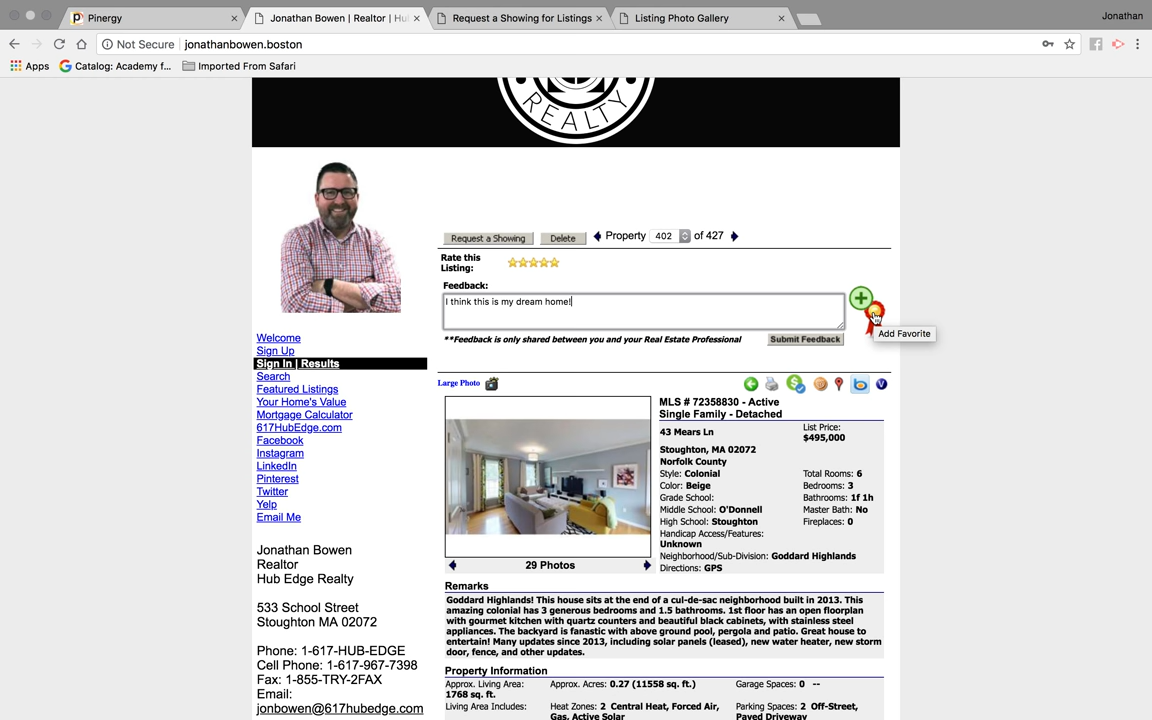 Pinergy
Jonathan Bowen | Realtor | Hu
Request a Showing for Listings
Listing Photo Gallery
Jonathan
Not Secure
jonathanbowen.boston
Apps
Catalog: Academy f...
Imported From Safari
REALTY
Request a Showing
Delete
Property 402 of 427
Rate this
Listing:
Feedback:
I think this is my dream home!
Add Favorite
**Feedback is only shared between you and your Real Estate Professional
Submit Feedback
Welcome
Sign Up
Sign In | Results
Search
Featured Listings
Your Home's Value
Mortgage Calculator
617HubEdge.com
Facebook
Instagram
LinkedIn
Pinterest
Twitter
Yelp
Email Me
Jonathan Bowen
Realtor
Hub Edge Realty
533 School Street
Stoughton MA 02072
Phone: 1-617-HUB-EDGE
Cell Phone: 1-617-967-7398
Fax: 1-855-TRY-2FAX
Email:
jonbowen@617hubedge.com
Large Photo
MLS # 72358830 - Active
Single Family - Detached
43 Mears Ln
List Price:
$495,000
Stoughton, MA 02072
Norfolk County
Style: Colonial
Total Rooms: 6
Color: Beige
Bedrooms: 3
Grade School:
Bathrooms: 1f 1h
Middle School: O'Donnell
Master Bath: No
High School: Stoughton
Fireplaces: 0
Handicap Access/Features:
Unknown
Neighborhood/Sub-Division: Goddard Highlands
Directions: GPS
29 Photos
Remarks
Goddard Highlands! This house sits at the end of a cul-de-sac neighborhood built in 2013. This
amazing colonial has 3 generous bedrooms and 1.5 bathrooms. 1st floor has an open floorplan
with gourmet kitchen with quartz counters and beautiful black cabinets, with stainless steel
appliances. The backyard is fanastic with above ground pool, pergola and patio. Great house to
entertain! Many updates since 2013, including solar panels (leased), new water heater, new storm
door, fence, and other updates.
Property Information
Approx. Living Area:
1768 sq. ft.
Approx. Acres: 0.27 (11558 sq. ft.)
Garage Spaces: 0 --
Living Area Includes:
Heat Zones: 2 Central Heat, Forced Air,
Gas, Active Solar
Parking Spaces: 2 Off-Street,
Paved Driveway